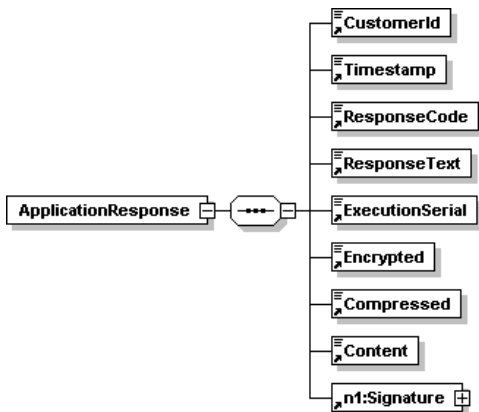 CustomerId
Timestamp
ResponseCode
ResponseText
ApplicationResponse
ExecutionSerial
Encrypted
Compressed
Content
n1:Signature